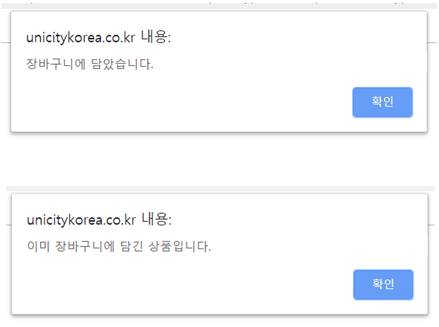 unicitykorea.co.kr 내용:
장바구니에 담았습니다.
확인
unicitykorea.co.kr 내용:
이미 장바구니에 담긴 상품입니다.
확인